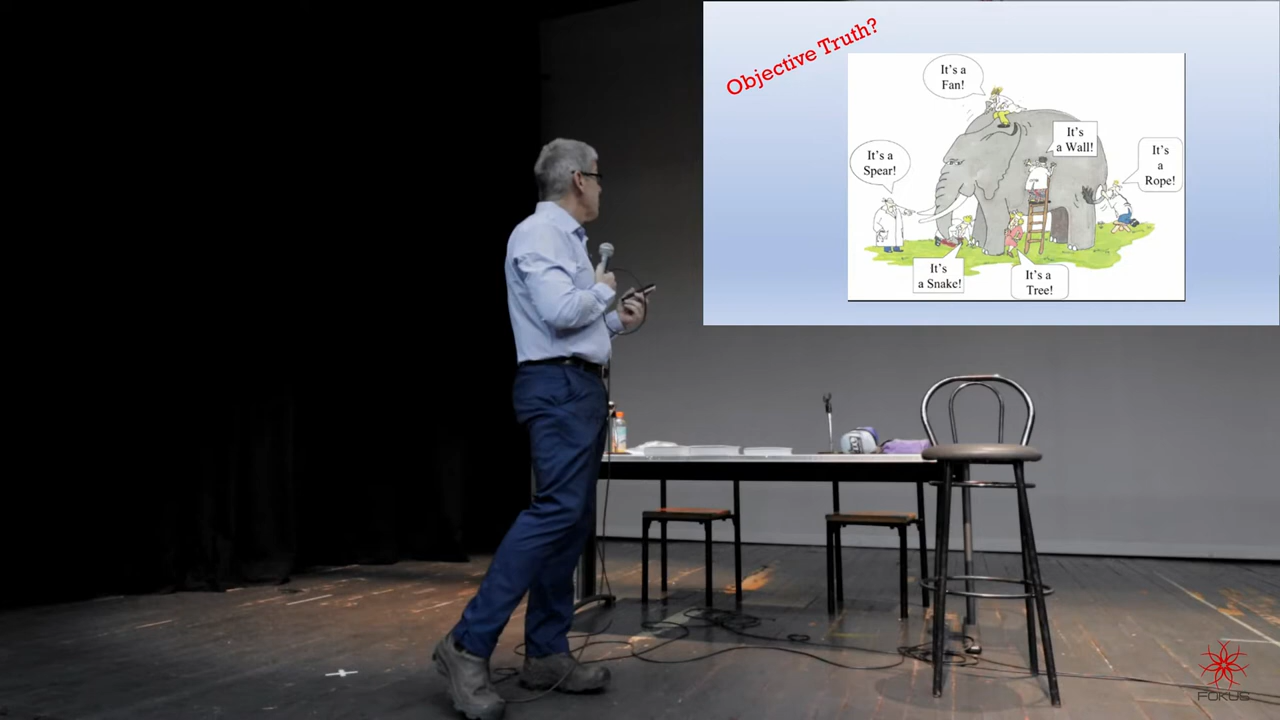 Objective Truth?
It's a
Fan!
It's
a Wall!
It's a
Spear!
It's
a
Rope!
It's
a Snake!
It's a
Tree!
FOKUS